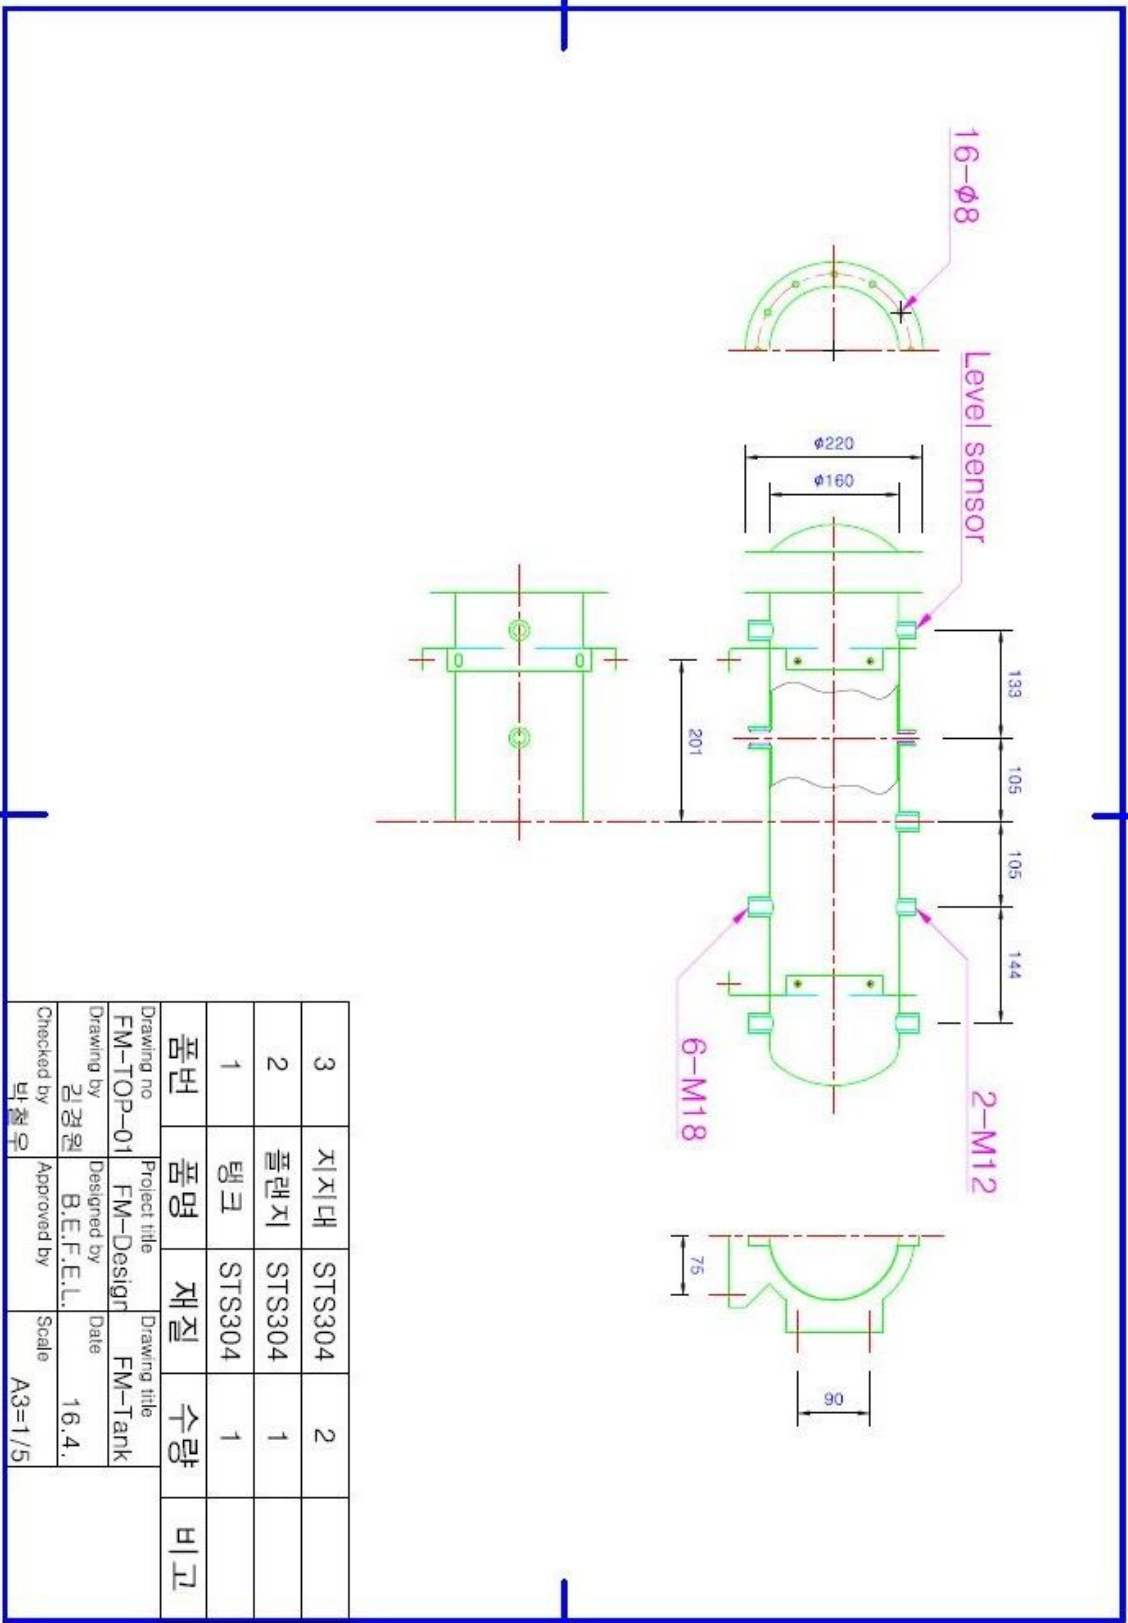 16-ø8
Level sensor
ø220
ø160
133
105
105
144
201
2-M12
6-M18
75
90
3 지지대 STS304 2
2 플랜지 STS304 1
1 탱크 STS304 1
품번 품명 재질 수량 비고
Drawing no Project title Drawing title
FM-TOP-01 FM-Design FM-Tank
Drawing by Designed by Date
김경원 B.E.F.E.L. 16.4.
Checked by Approved by Scale
박철우 A3=1/5